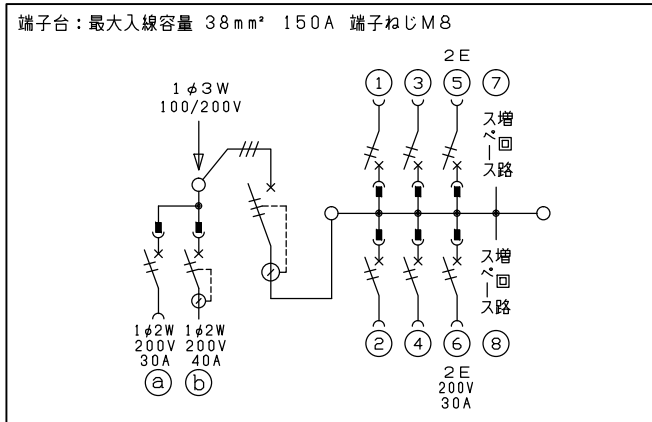 端子台：最大入線容量 38mm² 150A 端子ねじM8
1φ3W
100/200V
2E
① ③ ⑤ ⑦
増回路
スペース
増回路
スペース
1φ2W
200V
30A
ⓐ
1φ2W
200V
40A
ⓑ
② ④ ⑥ ⑧
2E
200V
30A